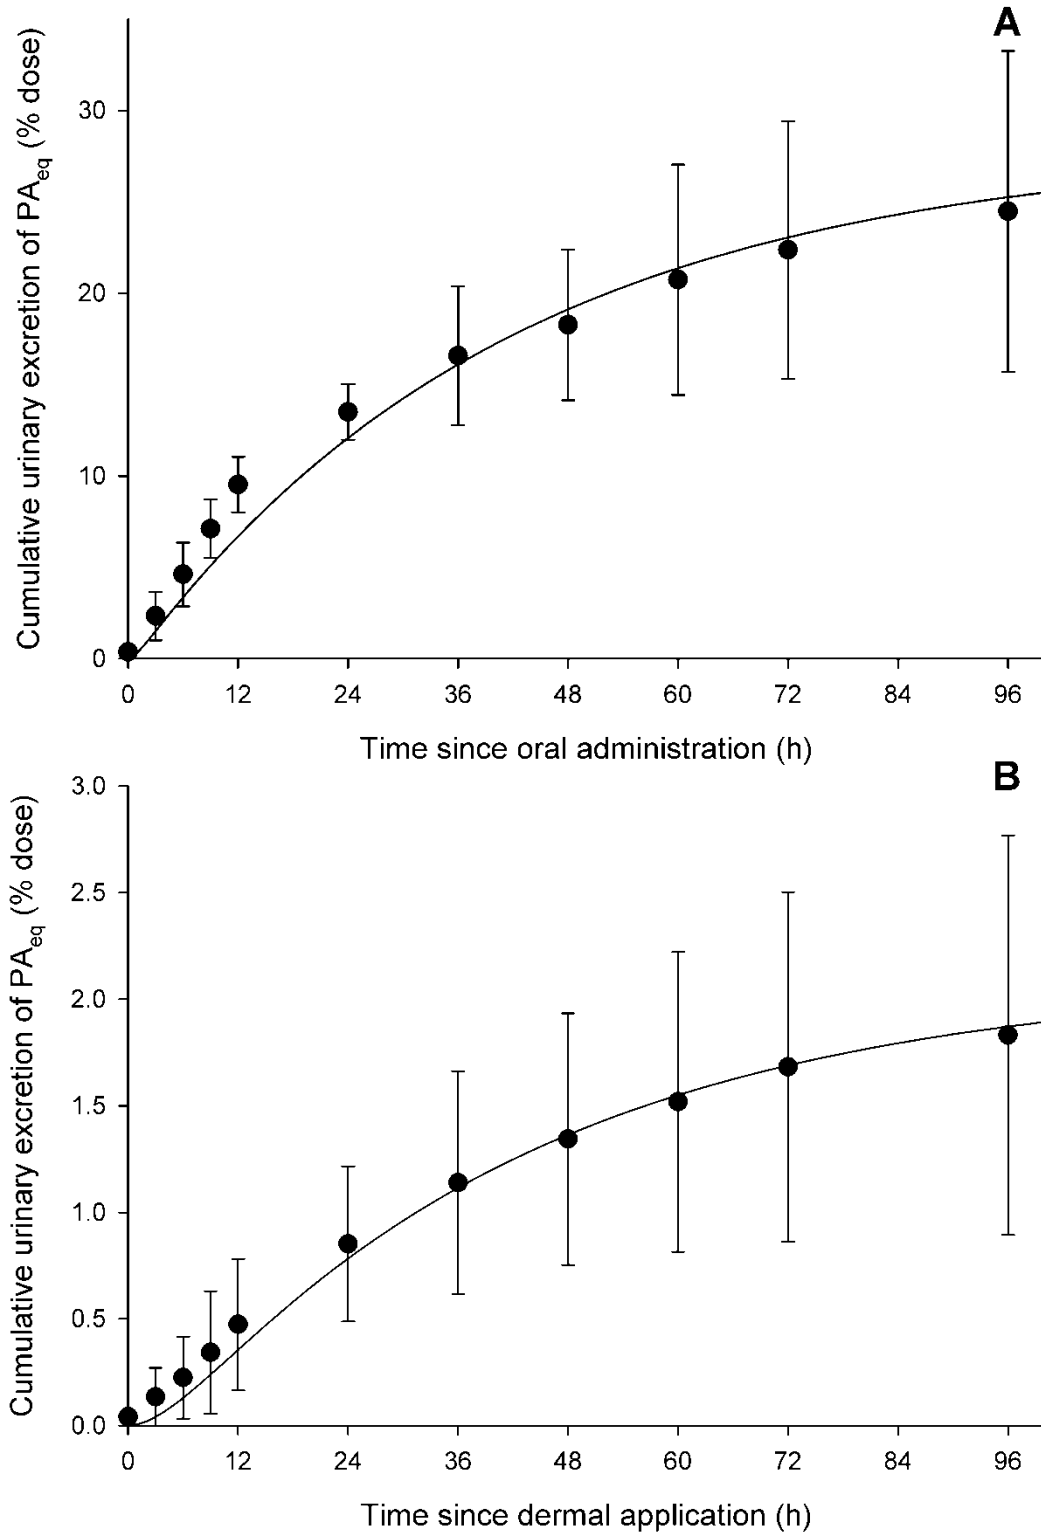 A
Cumulative urinary excretion of PAeq (% dose)
30
20
10
0
0 12 24 36 48 60 72 84 96
Time since oral administration (h)
B
Cumulative urinary excretion of PAeq (% dose)
3.0
2.5
2.0
1.5
1.0
0.5
0.0
0 12 24 36 48 60 72 84 96
Time since dermal application (h)